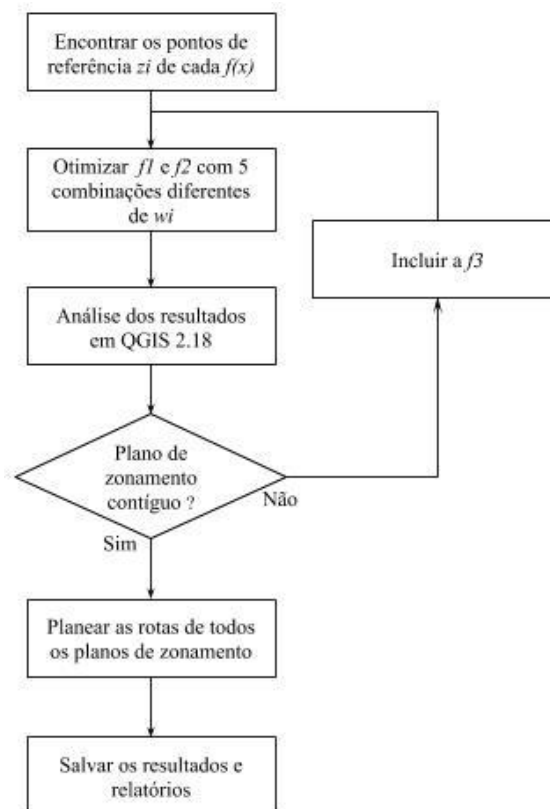 Encontrar os pontos de
referência zi de cada f(x)
Otimizar f1 e f2 com 5
combinações diferentes
de wi
Incluir a f3
Análise dos resultados
em QGIS 2.18
Plano de
zonamento
contíguo ?
Não
Sim
Planear as rotas de todos
os planos de zonamento
Salvar os resultados e
relatórios